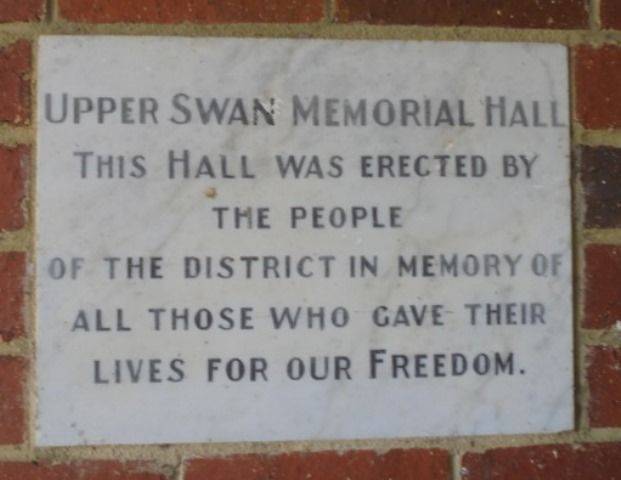 UPPER SWAN MEMORIAL HALL
THIS HALL WAS ERECTED BY
THE PEOPLE
OF THE DISTRICT IN MEMORY OF
ALL THOSE WHO GAVE THEIR
LIVES FOR OUR FREEDOM.